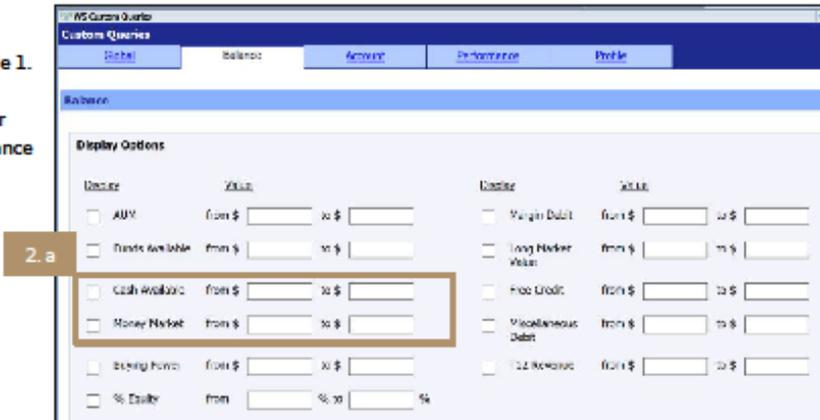 WS Custom Queries
Custom Queries
Global Balance Account Performance Profile
e 1.
Balance
r
ance
Display Options
Display Value Display Value
AUM from $ to $ Margin Debit from $ to $
Funds Available from $ to $ Long Market Value from $ to $
2. a
Cash Available from $ to $ Free Credit from $ to $
Money Market from $ to $ Miscellaneous Debit from $ to $
Buying Power from $ to $ T12 Revenue from $ to $
% Equity from % to %